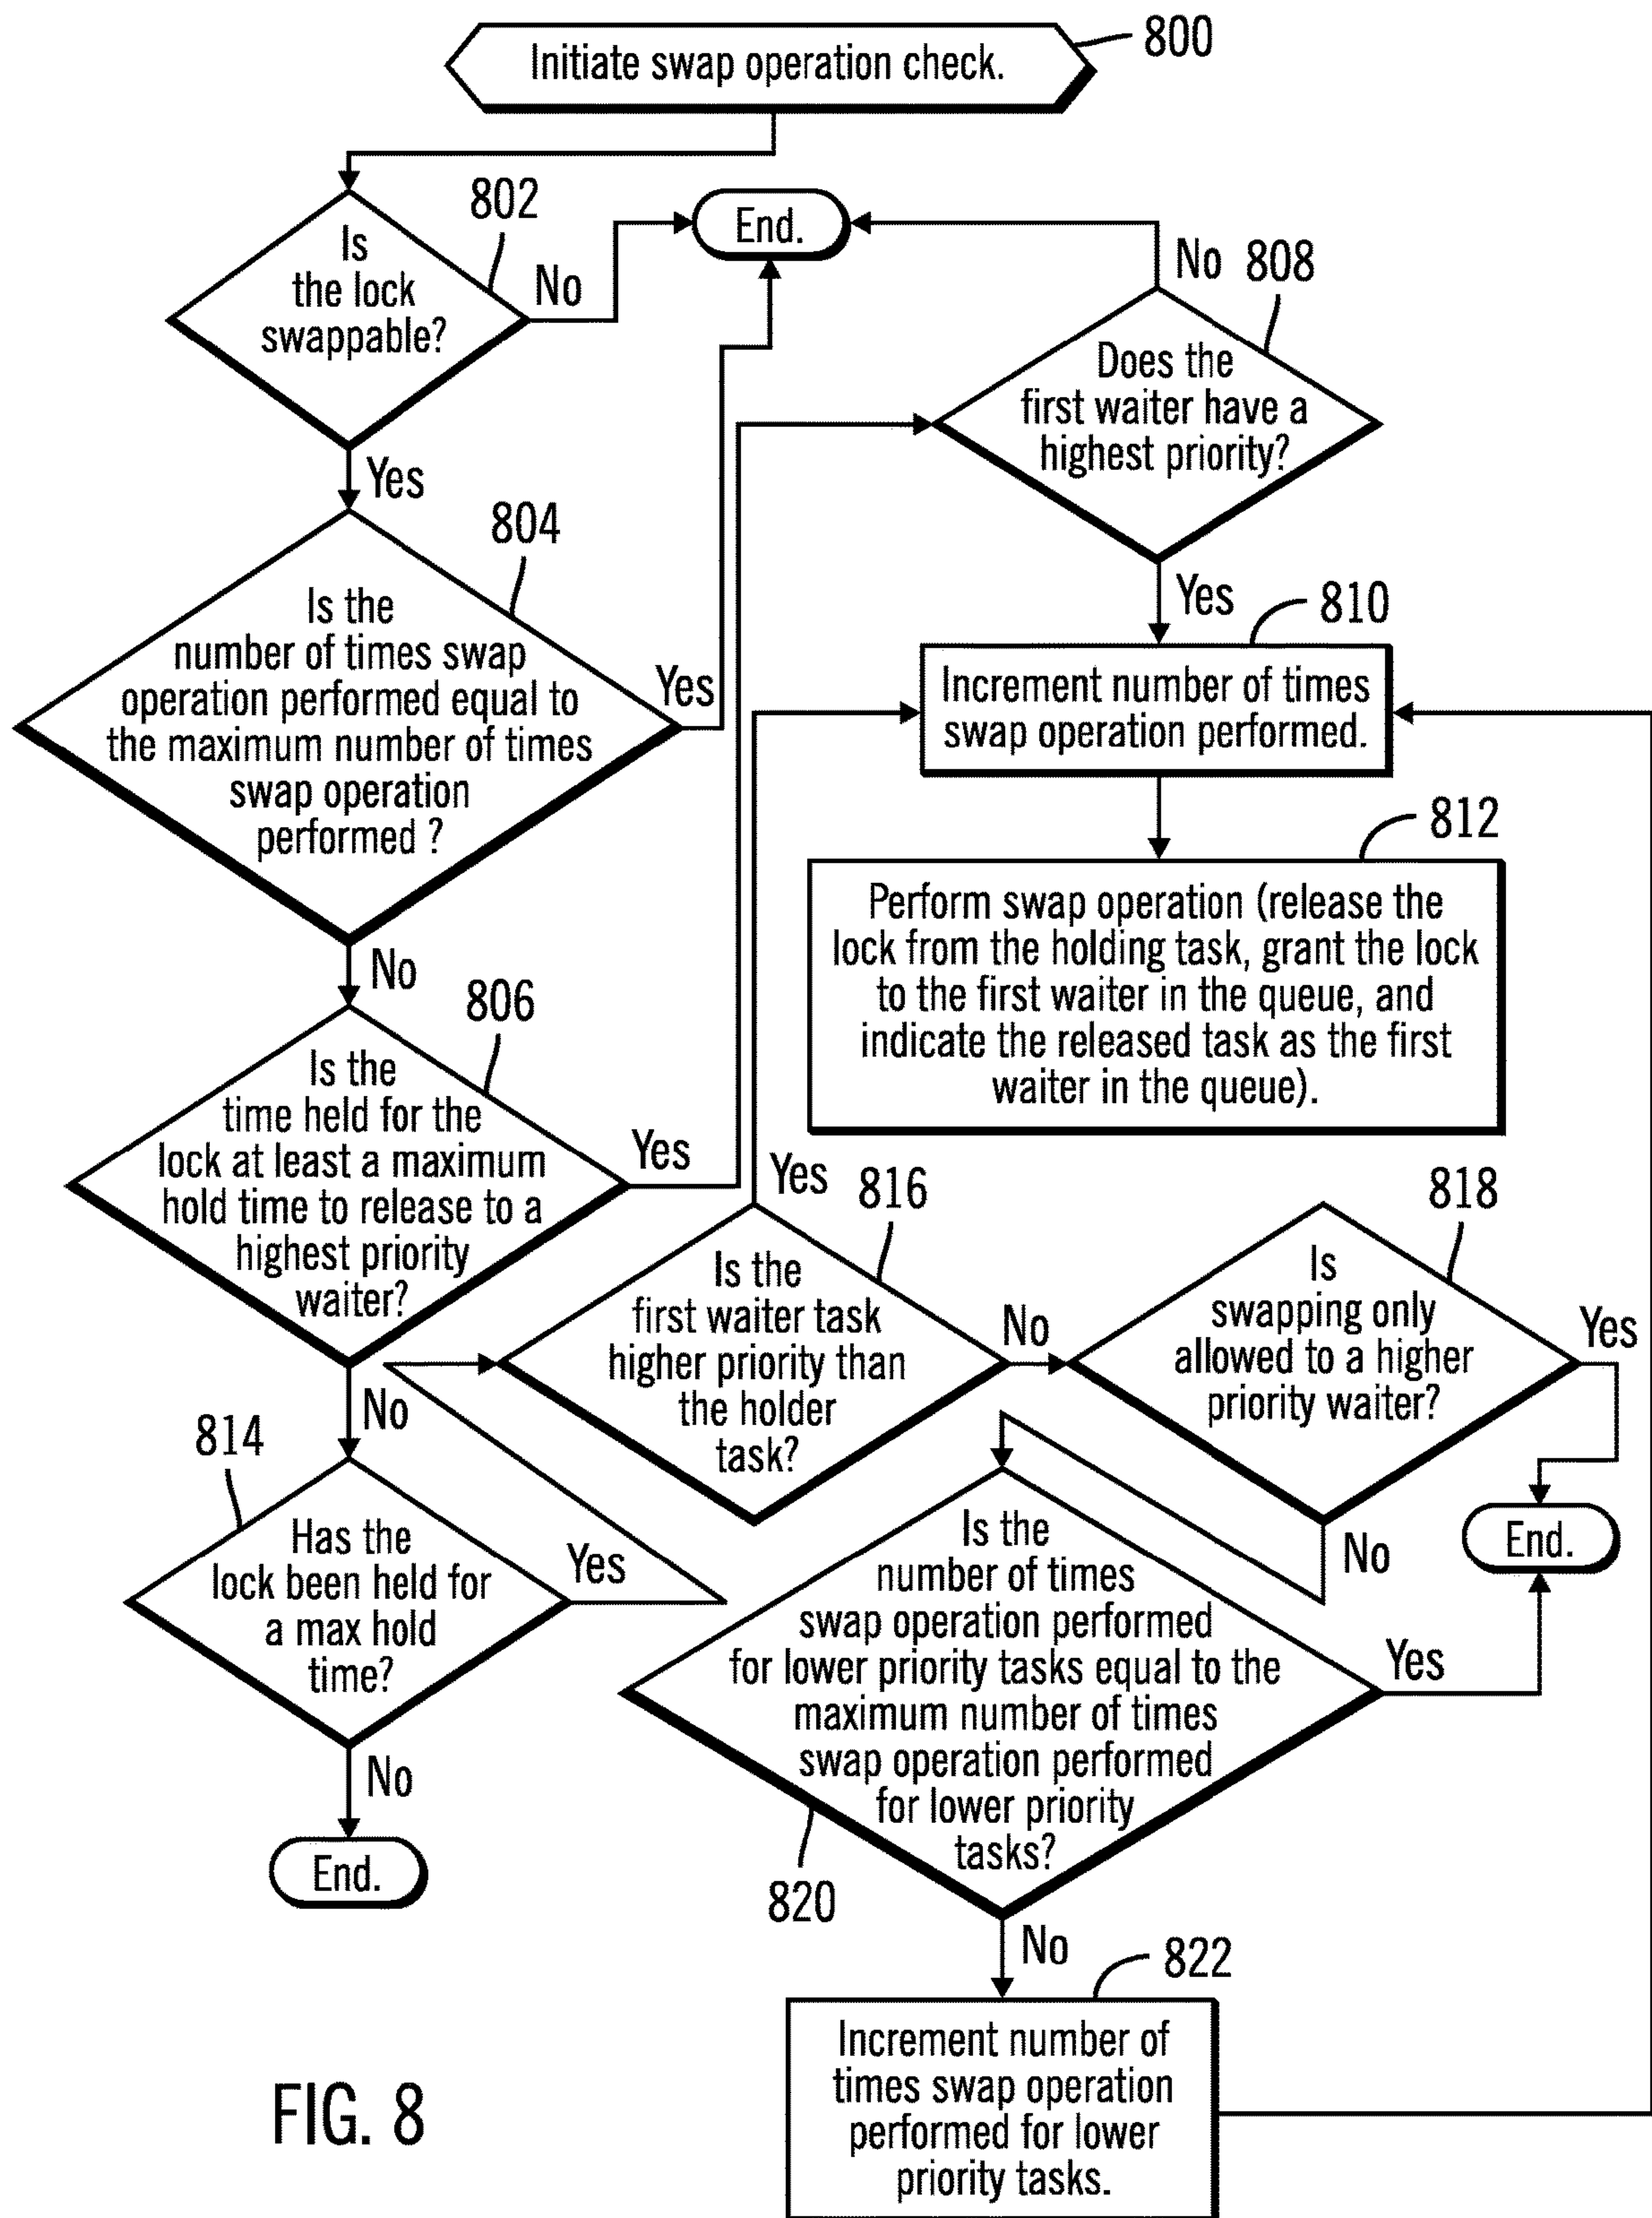 Initiate swap operation check.
800
802
Is
the lock
swappable?
No
Yes
End.
No
808
Does the
first waiter have a
highest priority?
Yes
804
Is the
number of times swap
operation performed equal to
the maximum number of times
swap operation
performed ?
Yes
No
810
Increment number of times
swap operation performed.
812
Perform swap operation (release the
lock from the holding task, grant the lock
to the first waiter in the queue, and
indicate the released task as the first
waiter in the queue).
806
Is the
time held for the
lock at least a maximum
hold time to release to a
highest priority
waiter?
Yes
No
Yes
816
Is the
first waiter task
higher priority than
the holder
task?
No
818
Is
swapping only
allowed to a higher
priority waiter?
Yes
No
End.
814
Has the
lock been held for
a max hold
time?
Yes
No
End.
Is the
number of times
swap operation performed
for lower priority tasks equal to the
maximum number of times
swap operation performed
for lower priority
tasks?
Yes
820
No
822
Increment number of
times swap operation
performed for lower
priority tasks.
FIG. 8